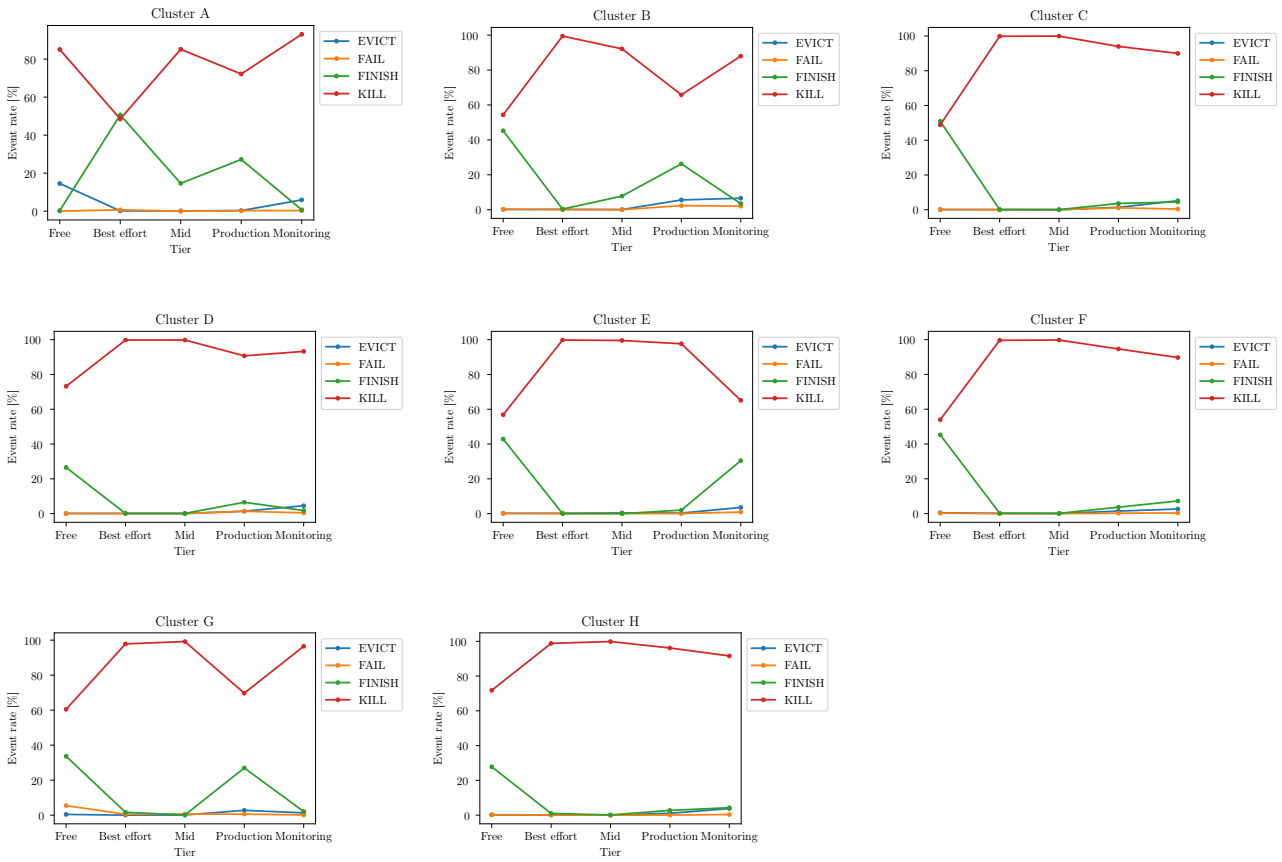 Cluster A
Event rate [%]
80
60
40
20
0
Free Best effort Mid Production Monitoring
Tier
EVICT
FAIL
FINISH
KILL
Cluster B
Event rate [%]
100
80
60
40
20
0
Free Best effort Mid Production Monitoring
Tier
EVICT
FAIL
FINISH
KILL
Cluster C
Event rate [%]
100
80
60
40
20
0
Free Best effort Mid Production Monitoring
Tier
EVICT
FAIL
FINISH
KILL
Cluster D
Event rate [%]
100
80
60
40
20
0
Free Best effort Mid Production Monitoring
Tier
EVICT
FAIL
FINISH
KILL
Cluster E
Event rate [%]
100
80
60
40
20
0
Free Best effort Mid Production Monitoring
Tier
EVICT
FAIL
FINISH
KILL
Cluster F
Event rate [%]
100
80
60
40
20
0
Free Best effort Mid Production Monitoring
Tier
EVICT
FAIL
FINISH
KILL
Cluster G
Event rate [%]
100
80
60
40
20
0
Free Best effort Mid Production Monitoring
Tier
EVICT
FAIL
FINISH
KILL
Cluster H
Event rate [%]
100
80
60
40
20
0
Free Best effort Mid Production Monitoring
Tier
EVICT
FAIL
FINISH
KILL